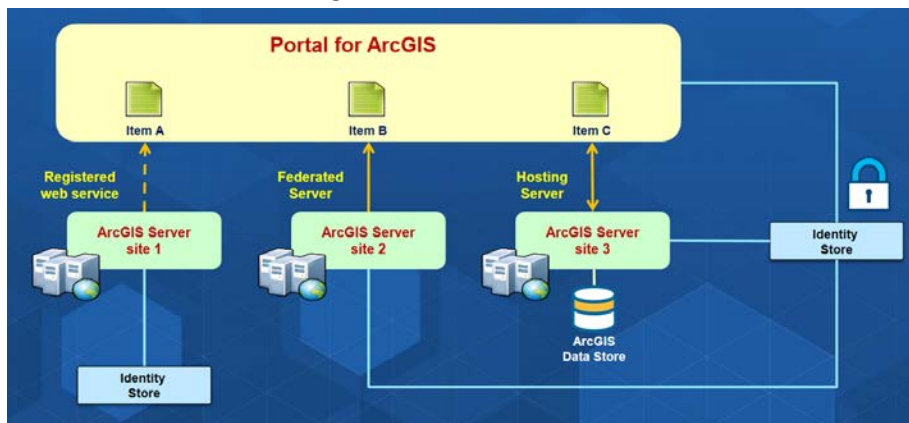 Portal for ArcGIS
Item A
Item B
Item C
Registered
web service
Federated
Server
Hosting
Server
ArcGIS Server
site 1
ArcGIS Server
site 2
ArcGIS Server
site 3
Identity
Store
ArcGIS
Data Store
Identity
Store